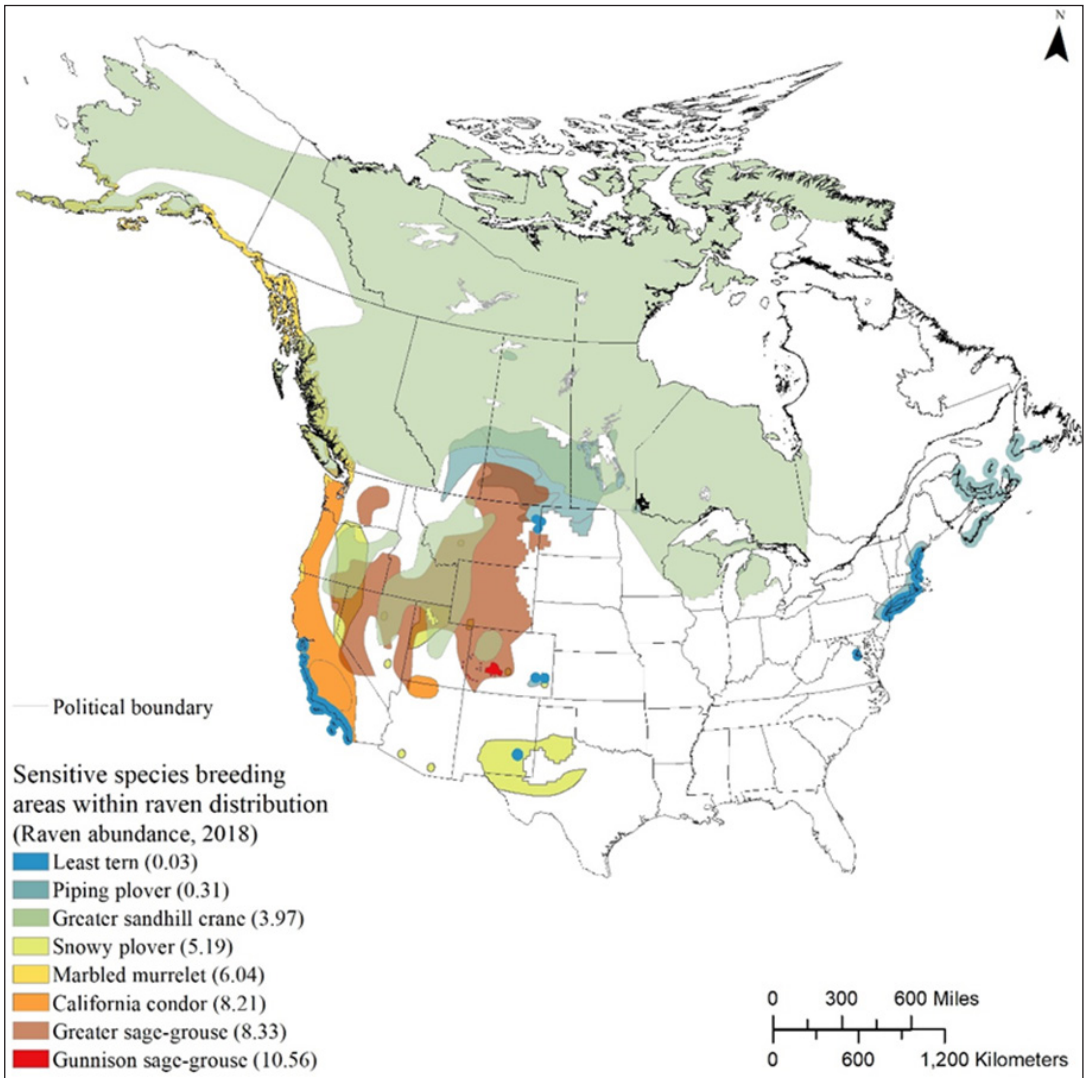 N
Political boundary
Sensitive species breeding
areas within raven distribution
(Raven abundance, 2018)
Least tern (0.03)
Piping plover (0.31)
Greater sandhill crane (3.97)
Snowy plover (5.19)
Marbled murrelet (6.04)
California condor (8.21)
Greater sage-grouse (8.33)
Gunnison sage-grouse (10.56)
0 300 600 Miles
0 600 1,200 Kilometers